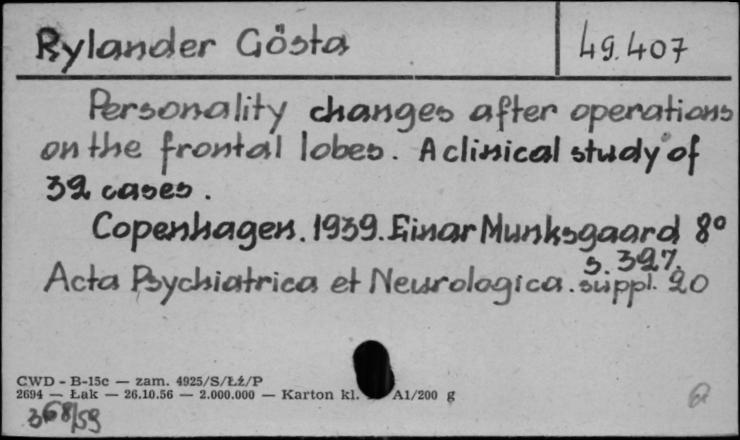 Rylander Gösta
49.407
Personality changes after operations
on the frontal lobes. A clinical study of
32 cases.
Copenhagen. 1939. Einar Munksgaard 8°
s. 327.
Acta Psychiatrica et Neurologica. suppl. 20
CWD - B-15c — zam. 4925/S/Łź/P
2694 — Łak — 26.10.56 — 2.000.000 — Karton kl. A1/200 g
368/59